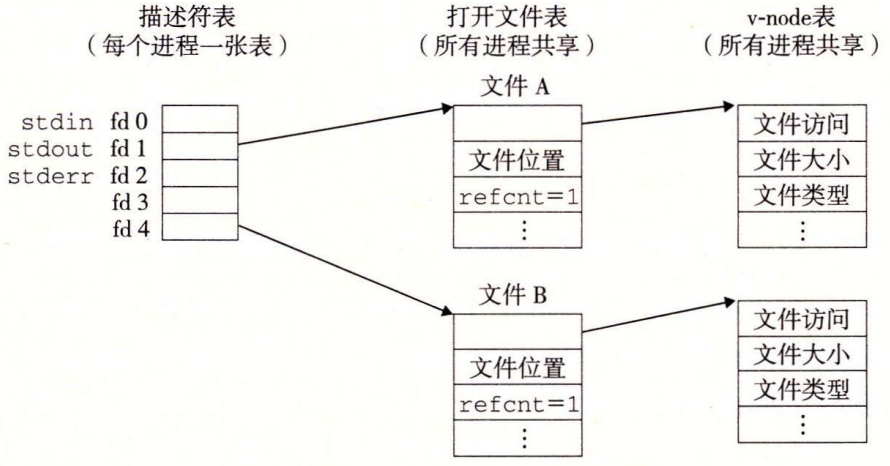 描述符表
（每个进程一张表）
打开文件表
（所有进程共享）
v-node表
（所有进程共享）
stdin fd 0
stdout fd 1
stderr fd 2
fd 3
fd 4
文件 A
文件位置
refcnt=1
⋮
文件访问
文件大小
文件类型
⋮
文件 B
文件位置
refcnt=1
⋮
文件访问
文件大小
文件类型
⋮